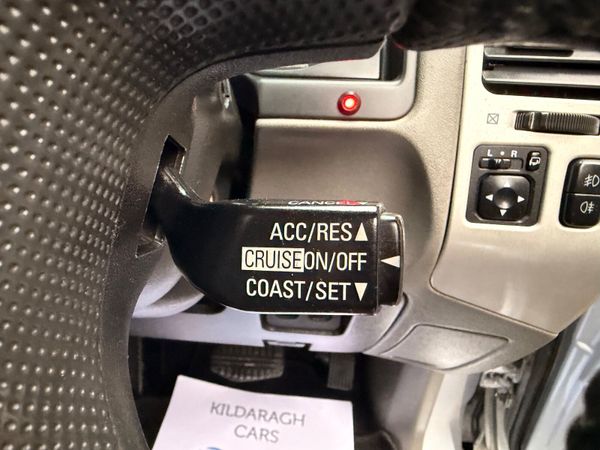 L R
CANCEL
ACC/RES▲
CRUISE ON/OFF ◄
COAST/SET▼
KILDARAGH
CARS